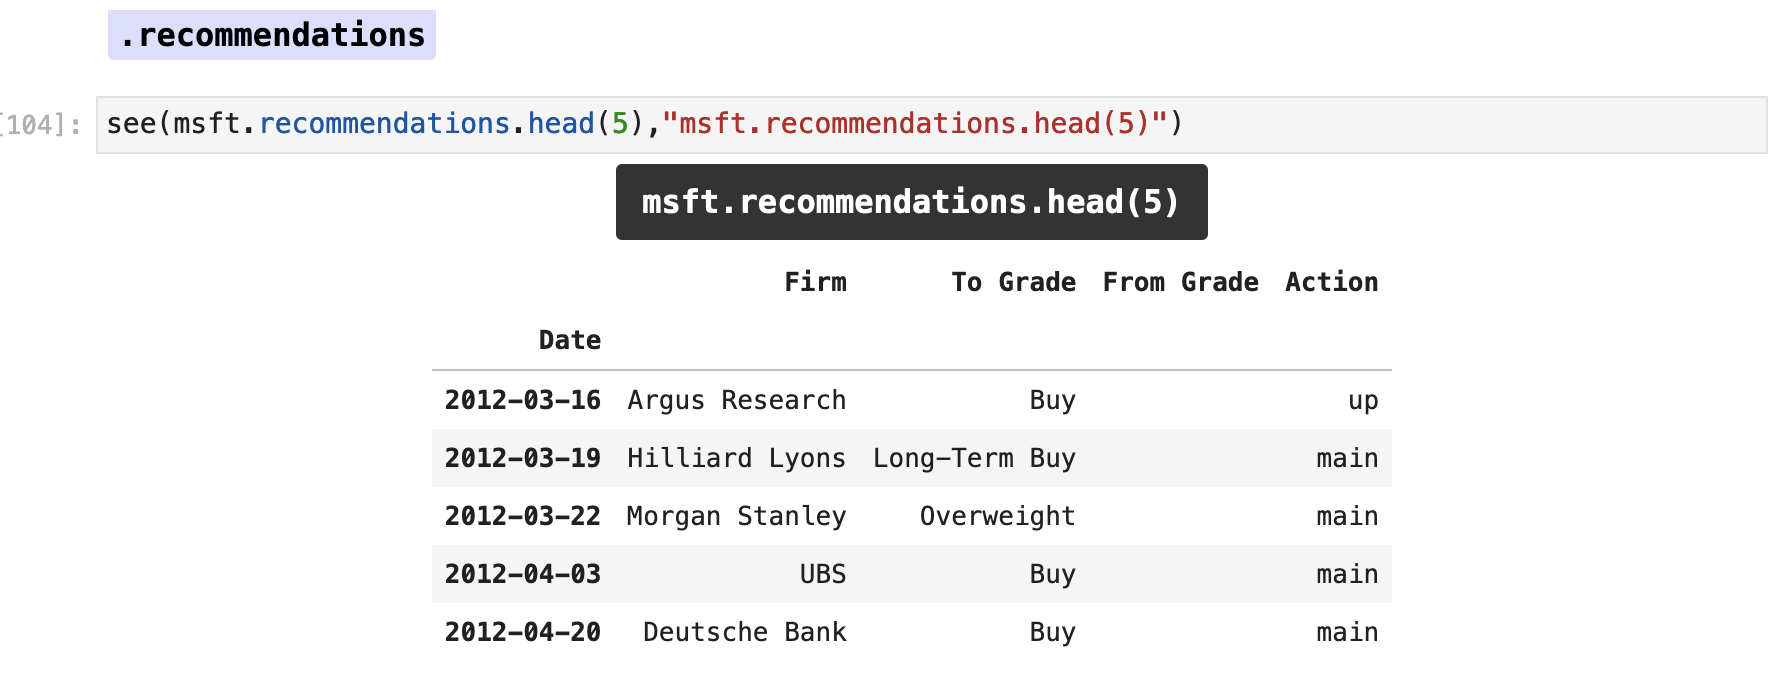 .recommendations
[104]: see(msft.recommendations.head(5),"msft.recommendations.head(5)")
msft.recommendations.head(5)
Firm To Grade From Grade Action
Date
2012-03-16 Argus Research Buy up
2012-03-19 Hilliard Lyons Long-Term Buy main
2012-03-22 Morgan Stanley Overweight main
2012-04-03 UBS Buy main
2012-04-20 Deutsche Bank Buy main